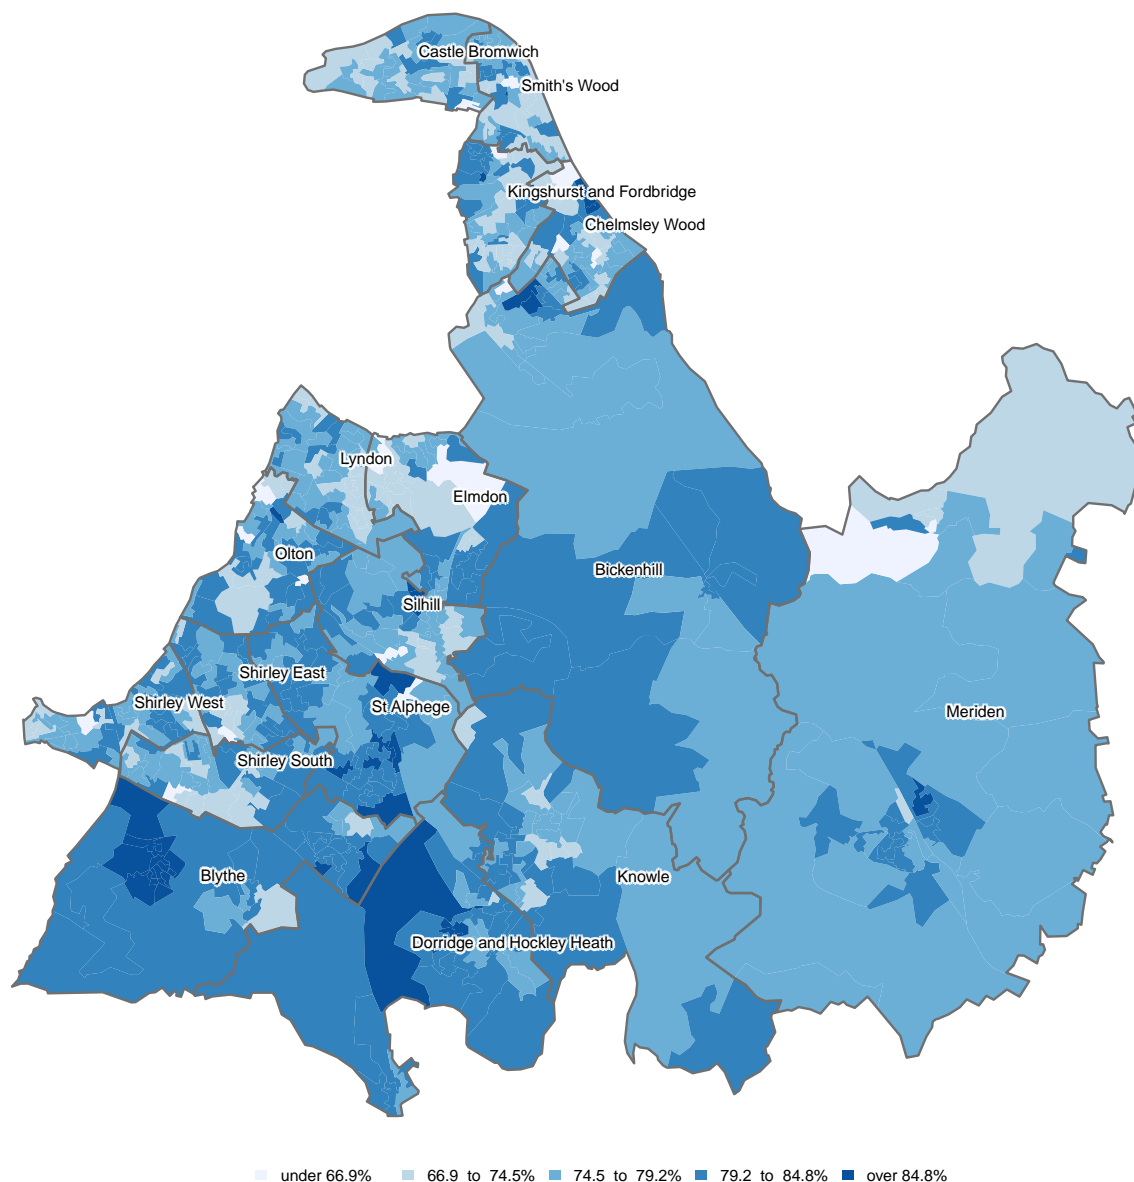 Castle Bromwich
Smith's Wood
Kingshurst and Fordbridge
Chelmsley Wood
Lyndon
Elmdon
Olton
Bickenhill
Silhill
Shirley East
Shirley West
St Alphege
Meriden
Shirley South
Blythe
Knowle
Dorridge and Hockley Heath
under 66.9% 66.9 to 74.5% 74.5 to 79.2% 79.2 to 84.8% over 84.8%